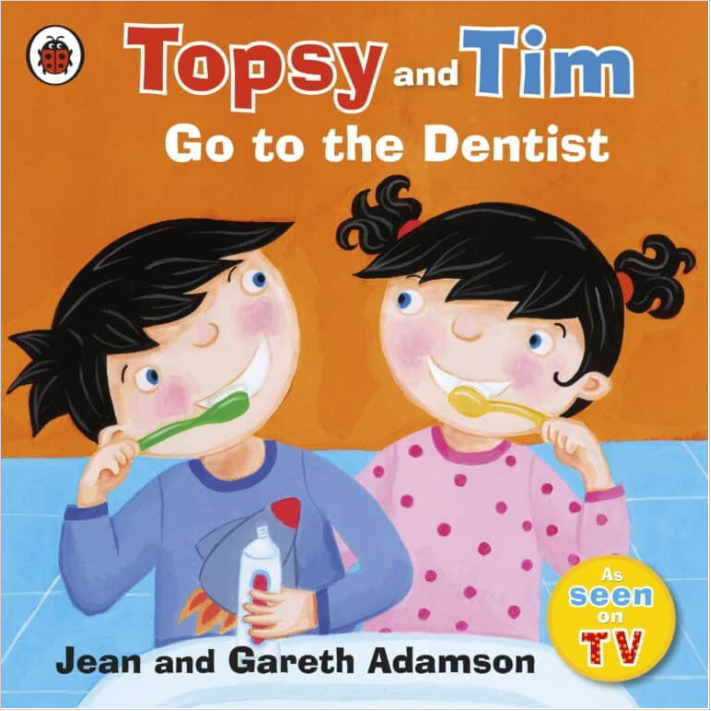 Topsy and Tim
Go to the Dentist
As
seen
on
TV
Jean and Gareth Adamson